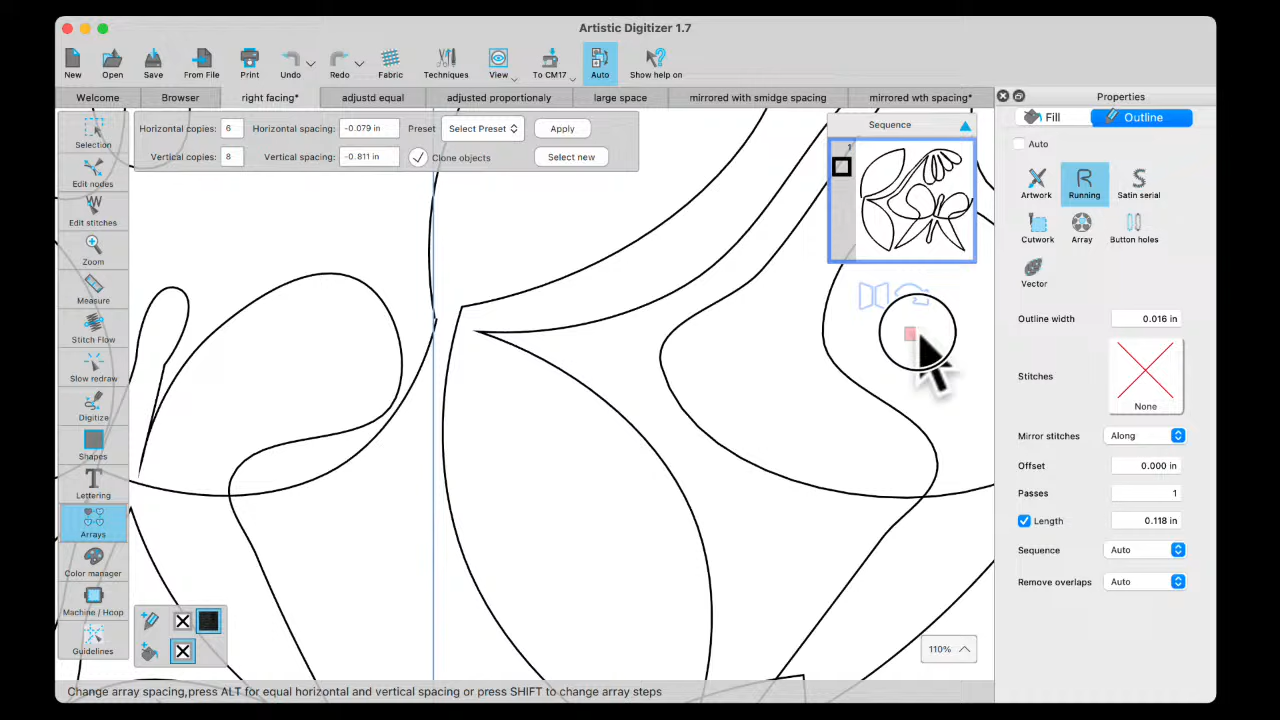 Artistic Digitizer 1.7
New Open Save From File Print Undo Redo Fabric Techniques View To CM17 Auto Show help on
Welcome Browser right facing* adjustd equal adjusted proportionaly large space mirrored with smidge spacing mirrored wth spacing* Properties
Horizontal copies: 6 Horizontal spacing: -0.079 in Preset Select Preset Apply
Vertical copies: 8 Vertical spacing: -0.811 in Clone objects Select new
Selection
Edit nodes
Edit stitches
Zoom
Measure
Stitch Flow
Slow redraw
Digitize
Shapes
Lettering
Arrays
Color manager
Machine / Hoop
Guidelines
Sequence
1
110%
Fill Outline
Auto
Artwork Running Satin serial
Cutwork Array Button holes
Vector
Outline width 0.016 in
Stitches
None
Mirror stitches Along
Offset 0.000 in
Passes 1
Length 0.118 in
Sequence Auto
Remove overlaps Auto
Change array spacing,press ALT for equal horizontal and vertical spacing or press SHIFT to change array steps